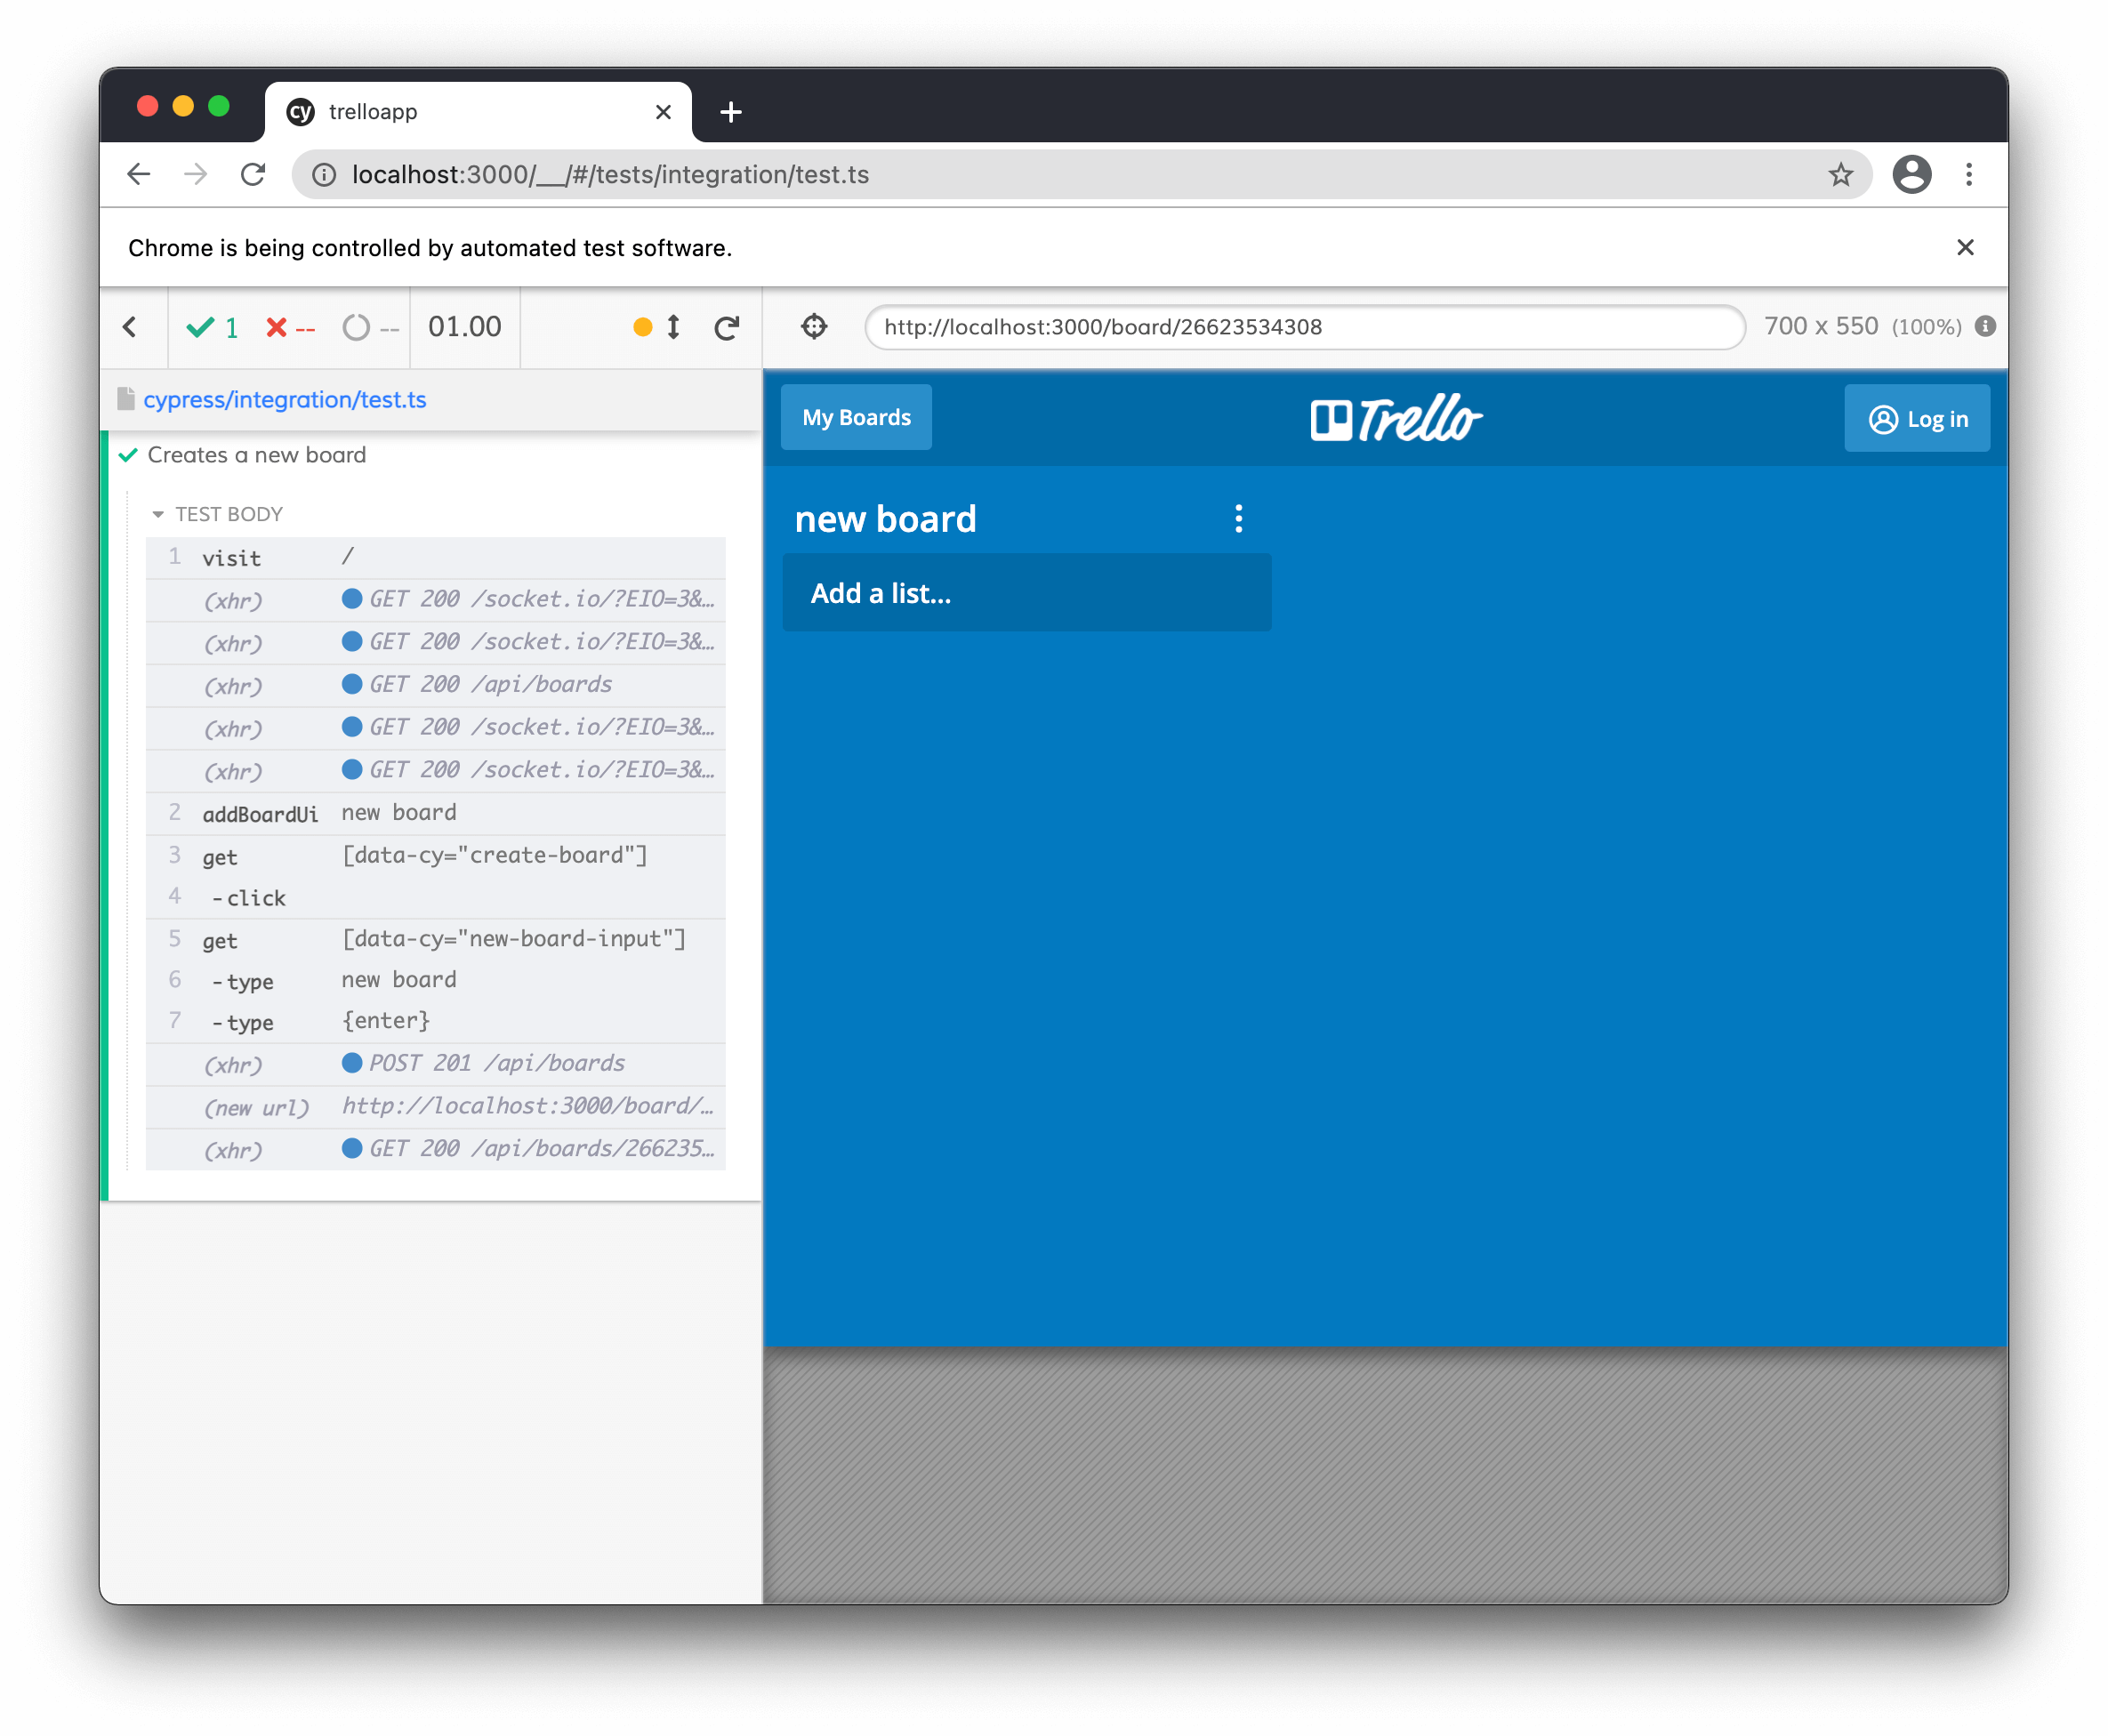 cy trelloapp
localhost:3000/__/#/tests/integration/test.ts
Chrome is being controlled by automated test software.
1 -- -- 01.00
http://localhost:3000/board/26623534308 700 x 550 (100%)
cypress/integration/test.ts
Creates a new board
TEST BODY
1 visit /
(xhr) GET 200 /socket.io/?EIO=3&…
(xhr) GET 200 /socket.io/?EIO=3&…
(xhr) GET 200 /api/boards
(xhr) GET 200 /socket.io/?EIO=3&…
(xhr) GET 200 /socket.io/?EIO=3&…
2 addBoardUi new board
3 get [data-cy="create-board"]
4 -click
5 get [data-cy="new-board-input"]
6 -type new board
7 -type {enter}
(xhr) POST 201 /api/boards
(new url) http://localhost:3000/board/…
(xhr) GET 200 /api/boards/266235…
My Boards
Trello
Log in
new board
Add a list...